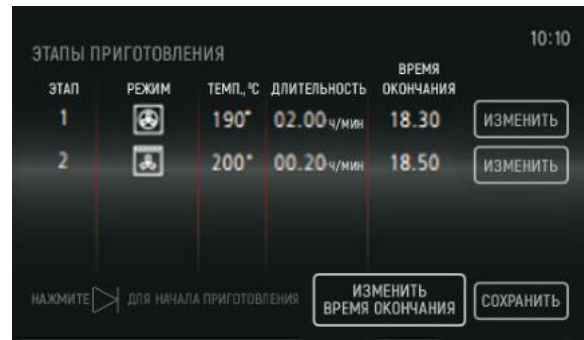 10:10
ЭТАПЫ ПРИГОТОВЛЕНИЯ
ЭТАП РЕЖИМ ТЕМП., °C ДЛИТЕЛЬНОСТЬ ВРЕМЯ ОКОНЧАНИЯ
1 190° 02.00 ч/мин 18.30 ИЗМЕНИТЬ
2 200° 00.20 ч/мин 18.50 ИЗМЕНИТЬ
НАЖМИТЕ ДЛЯ НАЧАЛА ПРИГОТОВЛЕНИЯ
ИЗМЕНИТЬ
ВРЕМЯ ОКОНЧАНИЯ
СОХРАНИТЬ